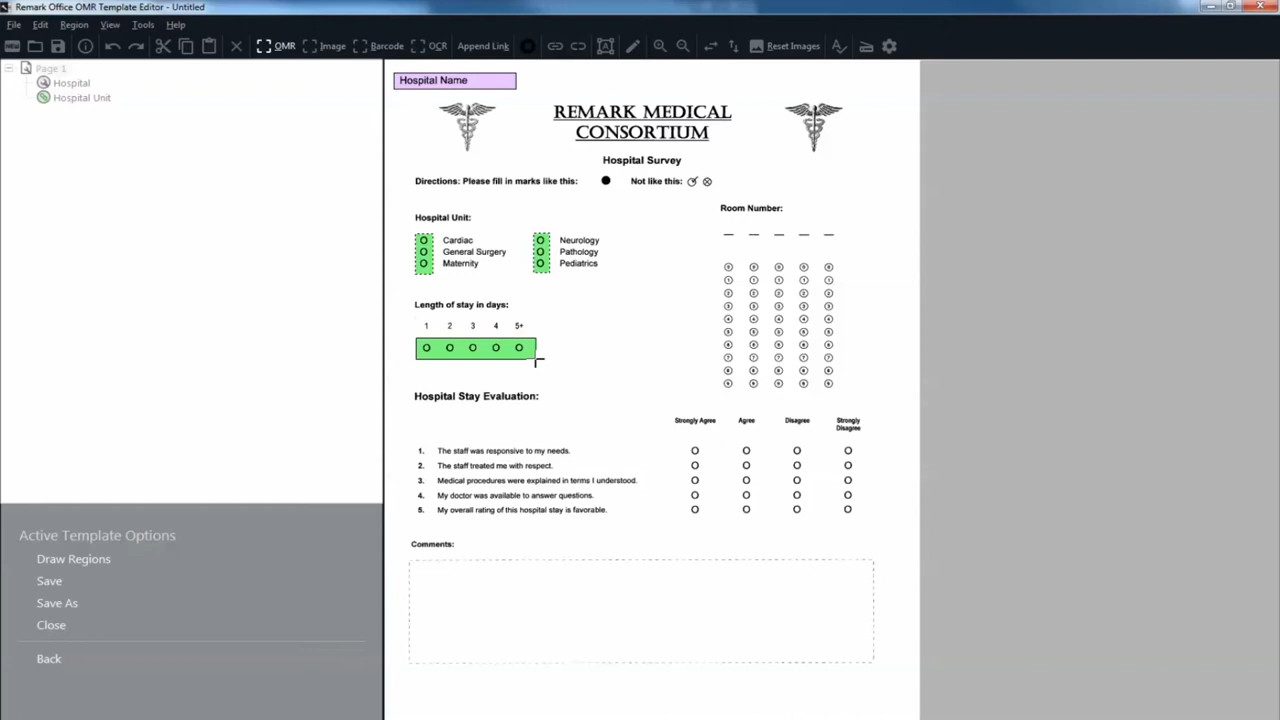 Remark Office OMR Template Editor - Untitled
File Edit Region View Tools Help
OMR Image Barcode OCR Append Link Reset Images
Page 1
Hospital
Hospital Unit
Hospital Name
REMARK MEDICAL
CONSORTIUM
Hospital Survey
Directions: Please fill in marks like this: Not like this:
Room Number:
Hospital Unit:
Cardiac Neurology
General Surgery Pathology
Maternity Pediatrics
Length of stay in days:
1 2 3 4 5+
Hospital Stay Evaluation:
Strongly Agree Agree Disagree Strongly
Disagree
1. The staff was responsive to my needs.
2. The staff treated me with respect.
3. Medical procedures were explained in terms I understood.
4. My doctor was available to answer questions.
5. My overall rating of this hospital stay is favorable.
Comments:
Active Template Options
Draw Regions
Save
Save As
Close
Back